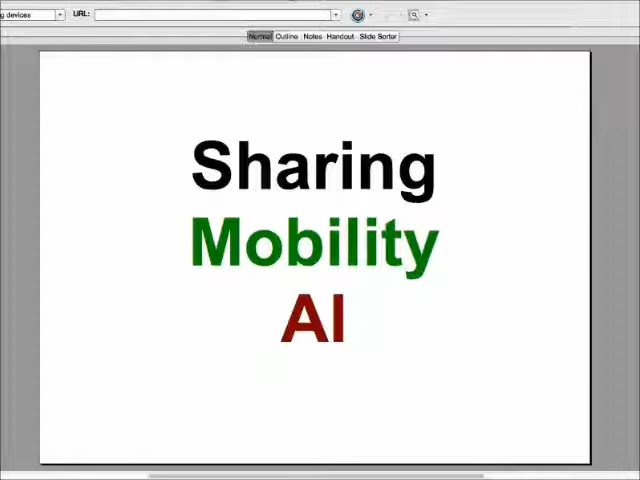 g devices URL:
Normal Outline Notes Handout Slide Sorter
Sharing
Mobility
AI